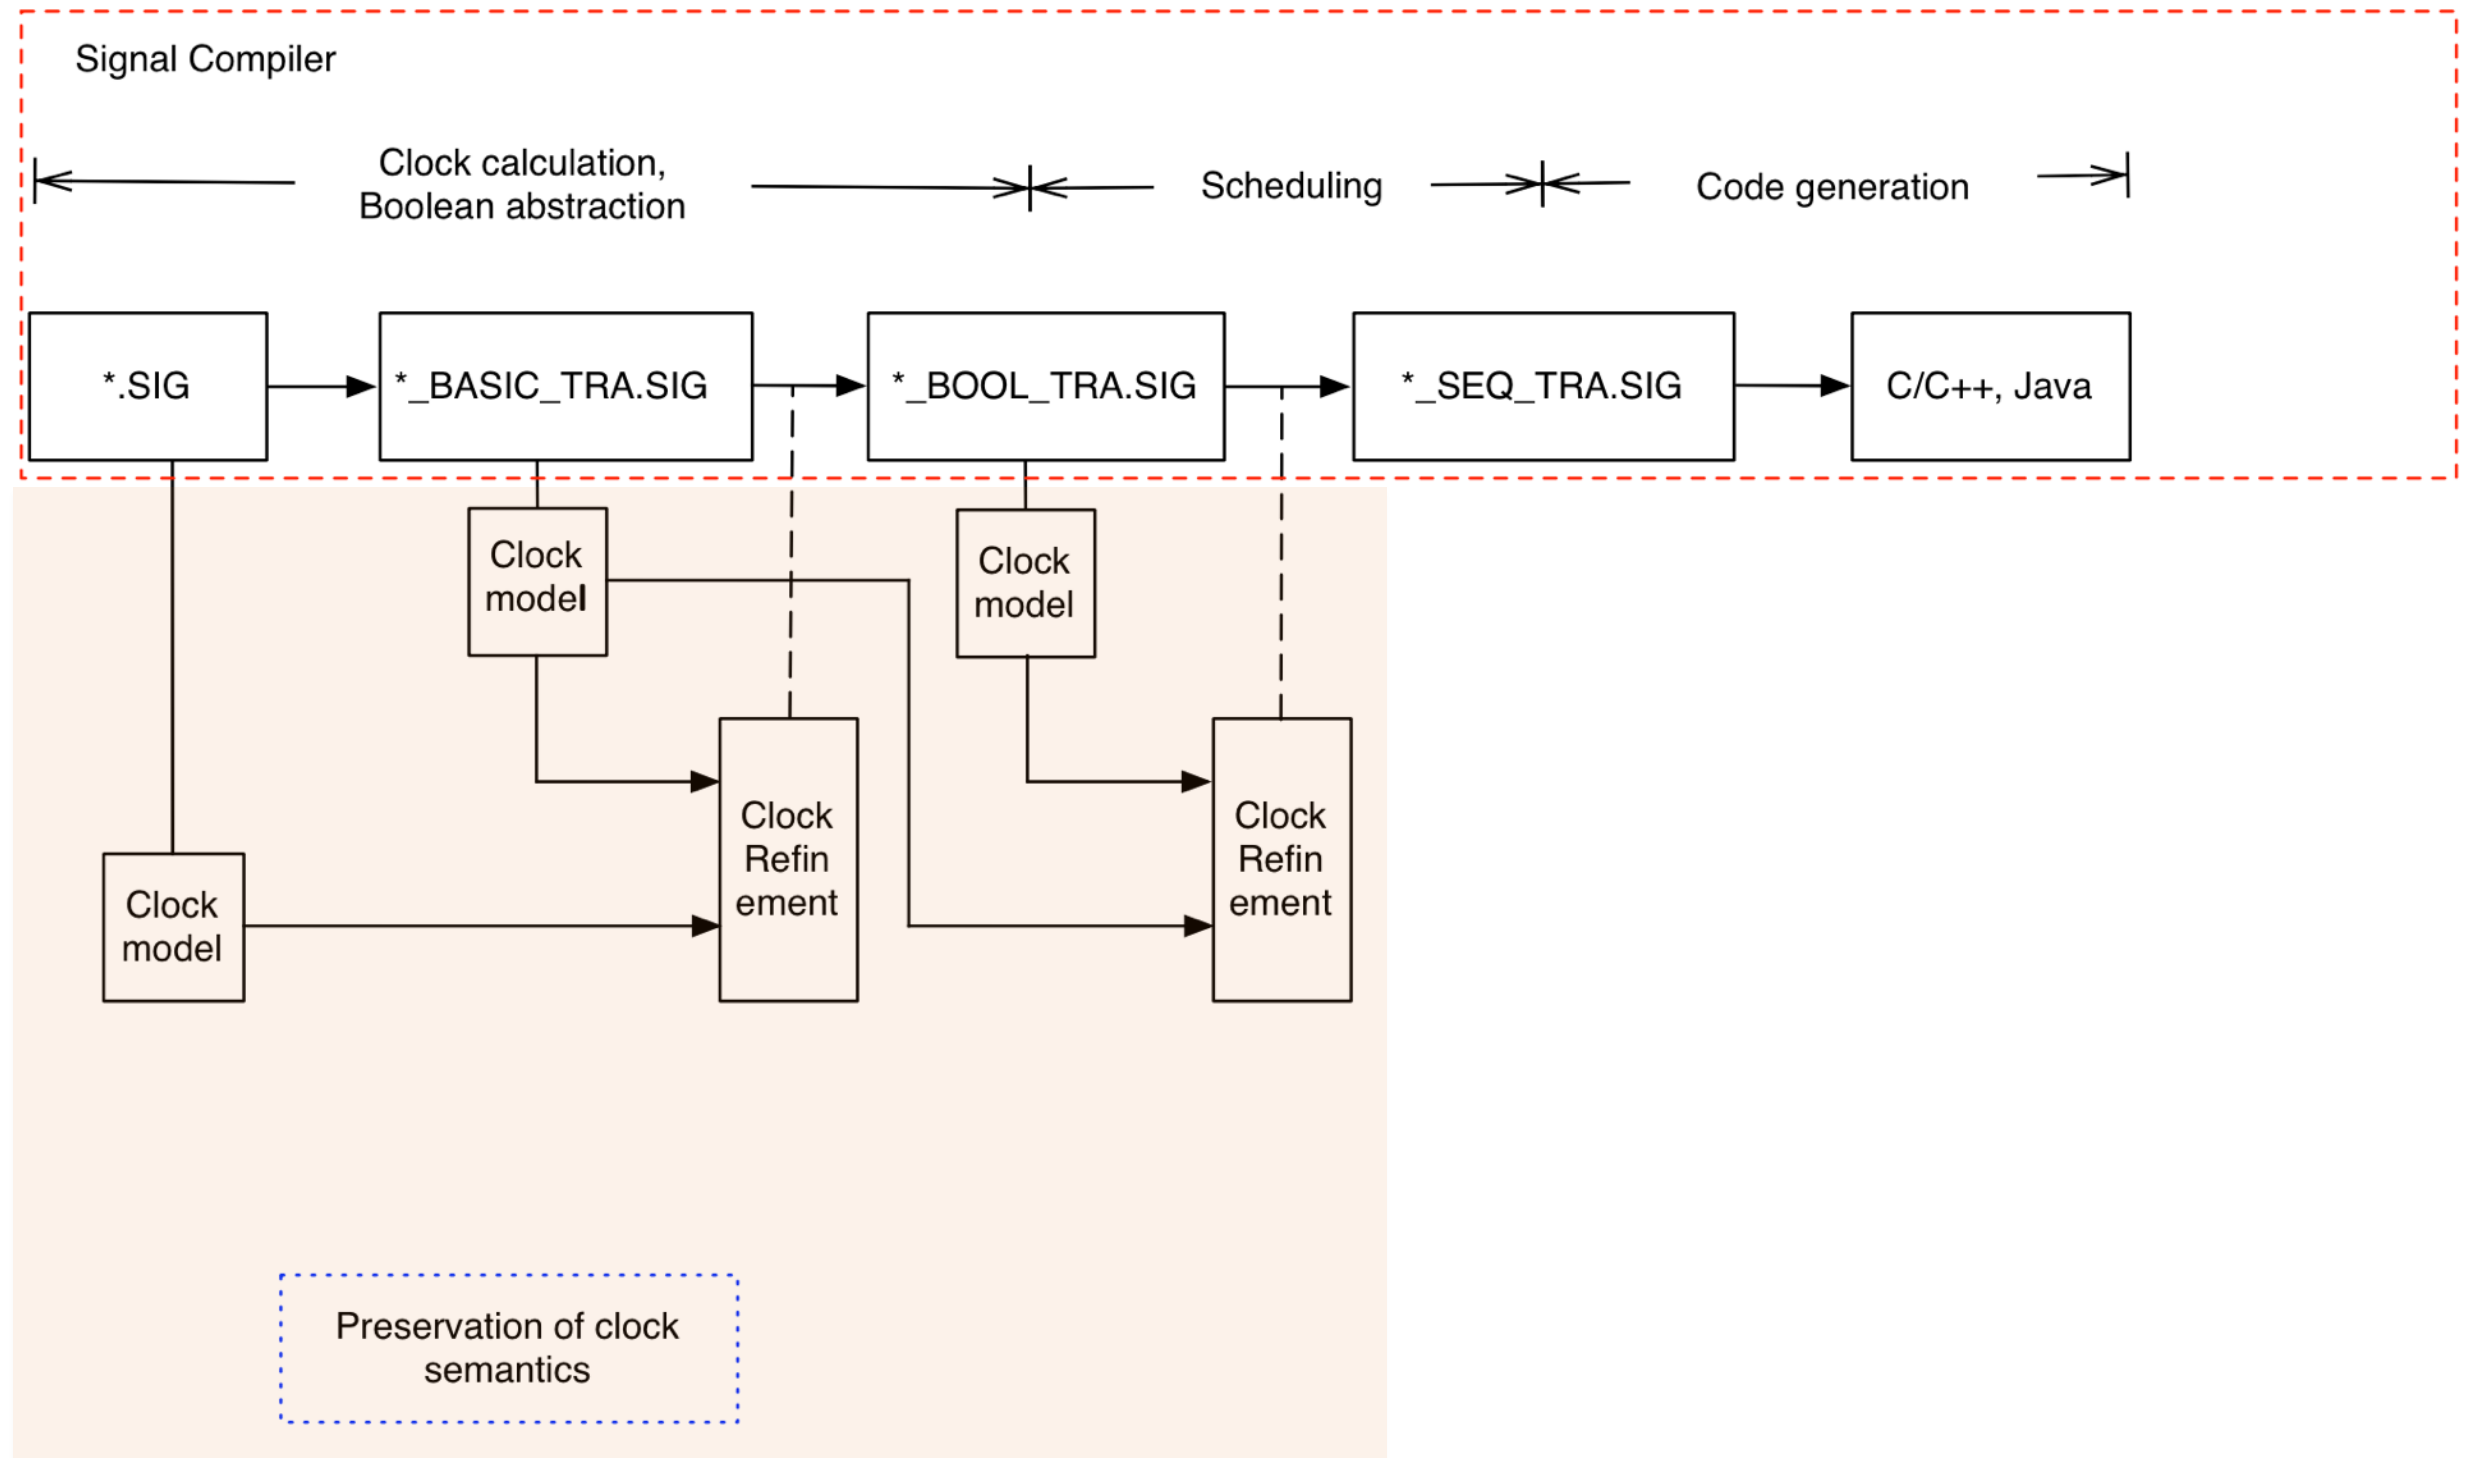 Signal Compiler
Clock calculation,
Boolean abstraction
Scheduling
Code generation
*.SIG
*_BASIC_TRA.SIG
*_BOOL_TRA.SIG
*_SEQ_TRA.SIG
C/C++, Java
Clock
model
Clock
model
Clock
Refin
ement
Clock
Refin
ement
Clock
model
Preservation of clock
semantics